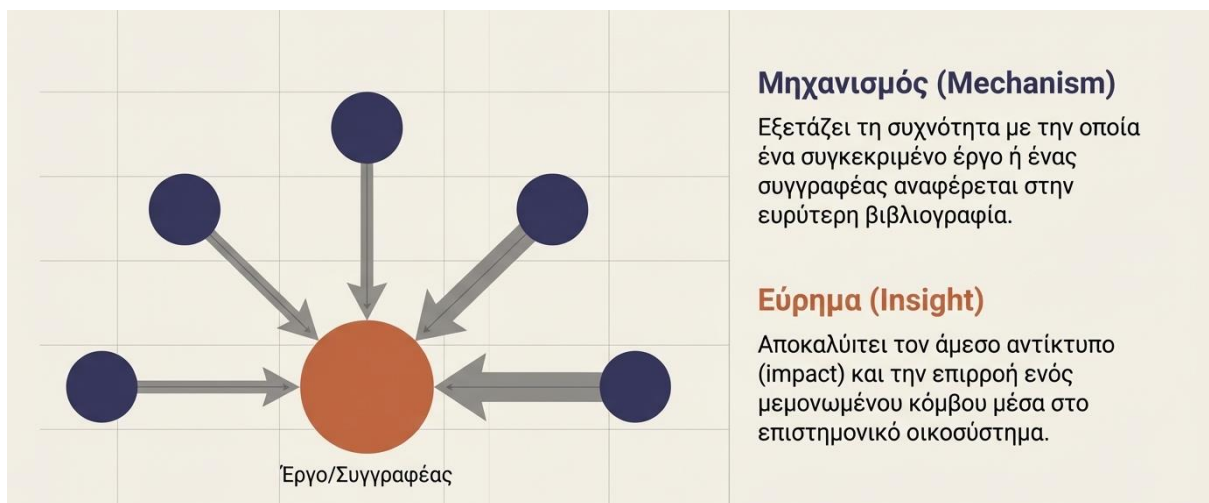 Μηχανισμός (Mechanism)
Εξετάζει τη συχνότητα με την οποία
ένα συγκεκριμένο έργο ή ένας
συγγραφέας αναφέρεται στην
ευρύτερη βιβλιογραφία.
Εύρημα (Insight)
Αποκαλύιτει τον άμεσο αντίκτυπο
(impact) και την επιρροή ενός
μεμονωμένου κόμβου μέσα στο
επιστημονικό οικοσύστημα.
Έργο/Συγγραφέας